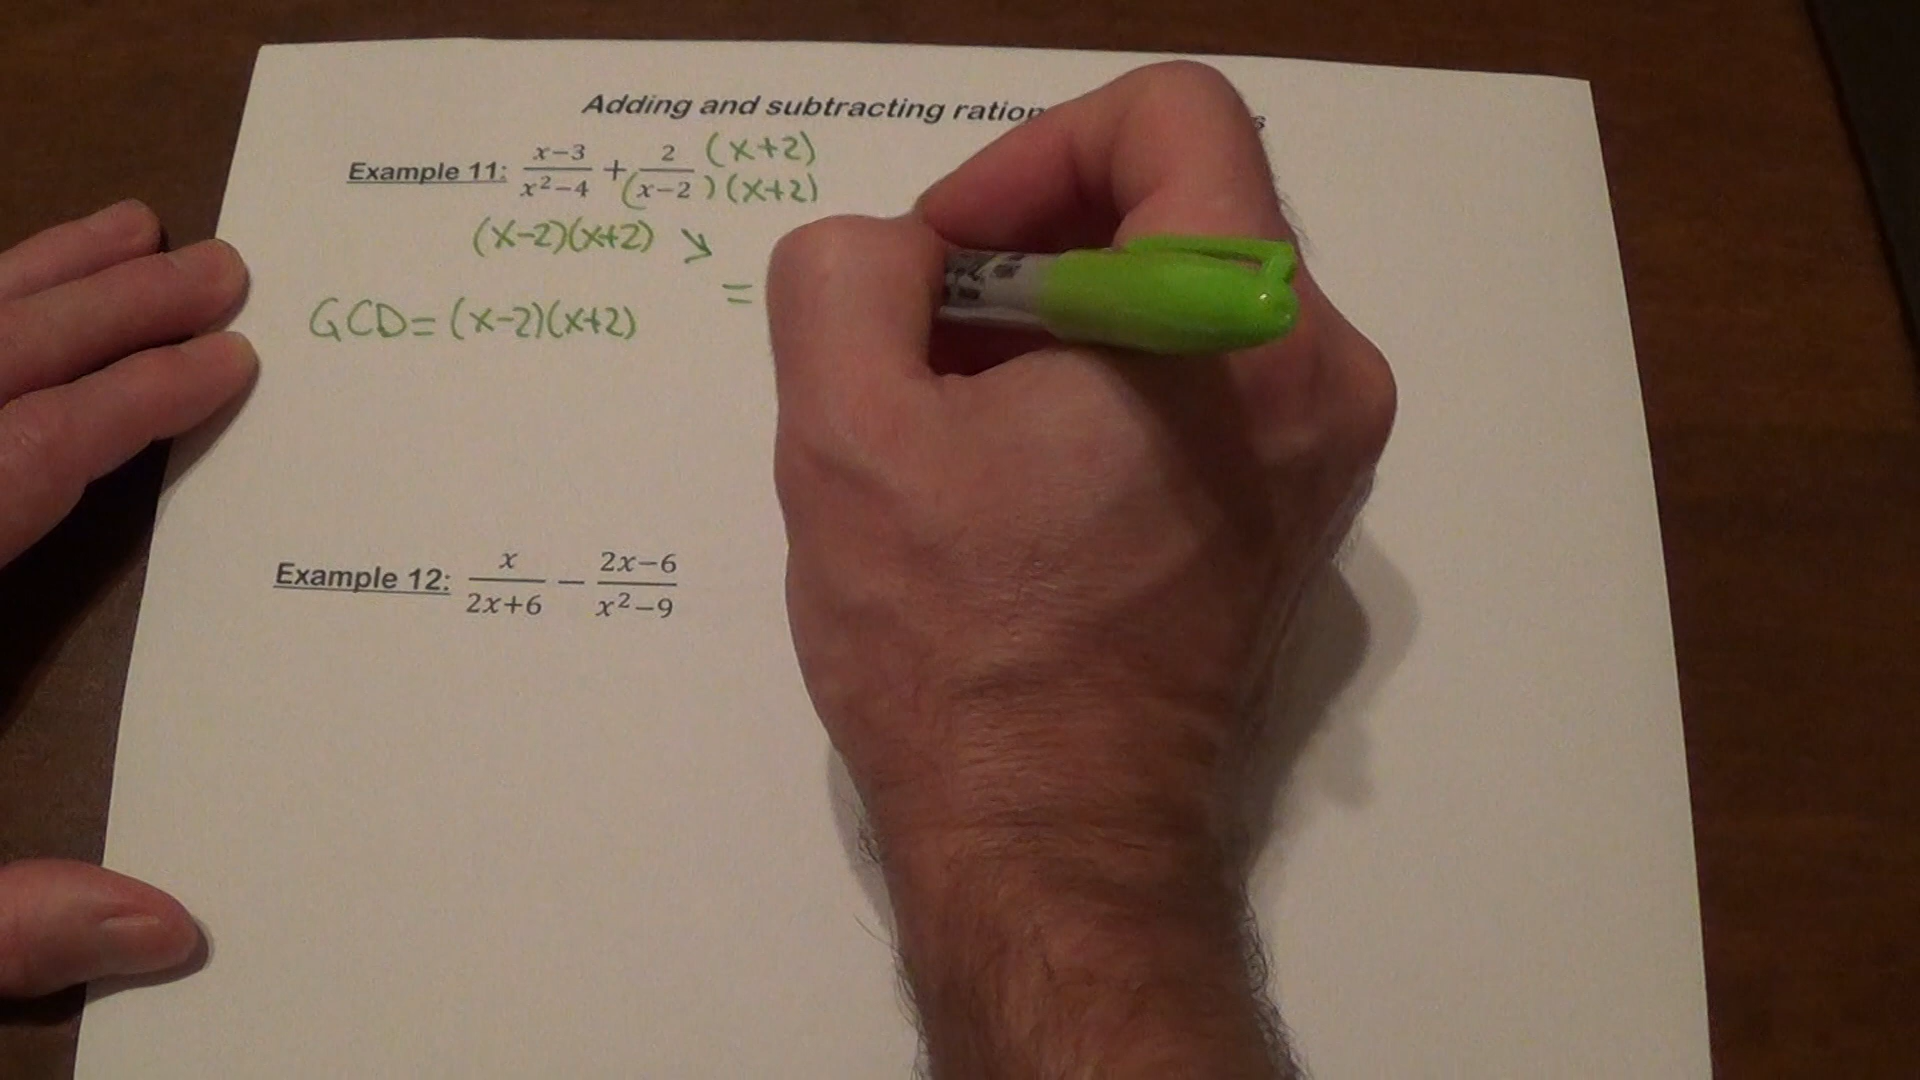 Adding and subtracting
Example 11: x-3/x²-4 + 2/(x-2) (x+2)/(x+2)
(x-2)(x+2) ↘
=
GCD=(x-2)(x+2)
Example 12: x/2x+6 - 2x-6/x²-9